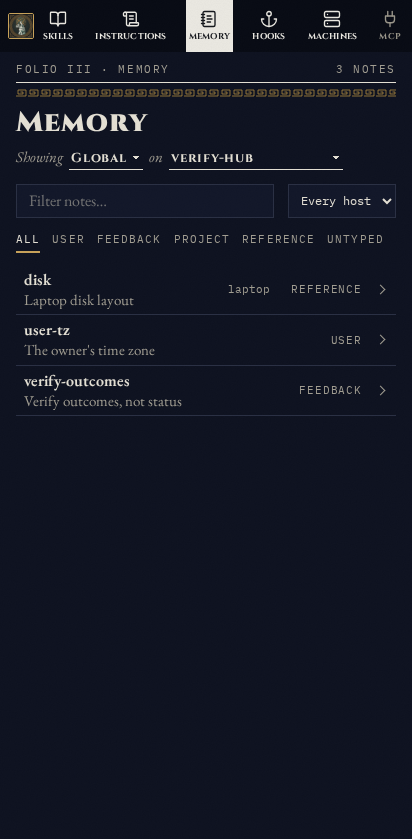 SKILLS INSTRUCTIONS MEMORY HOOKS MACHINES MCP
FOLIO III · MEMORY 3 NOTES
Memory
Showing Global on verify-hub
Filter notes... Every host
ALL USER FEEDBACK PROJECT REFERENCE UNTYPED
disk
Laptop disk layout
laptop REFERENCE
user-tz
The owner's time zone
USER
verify-outcomes
Verify outcomes, not status
FEEDBACK